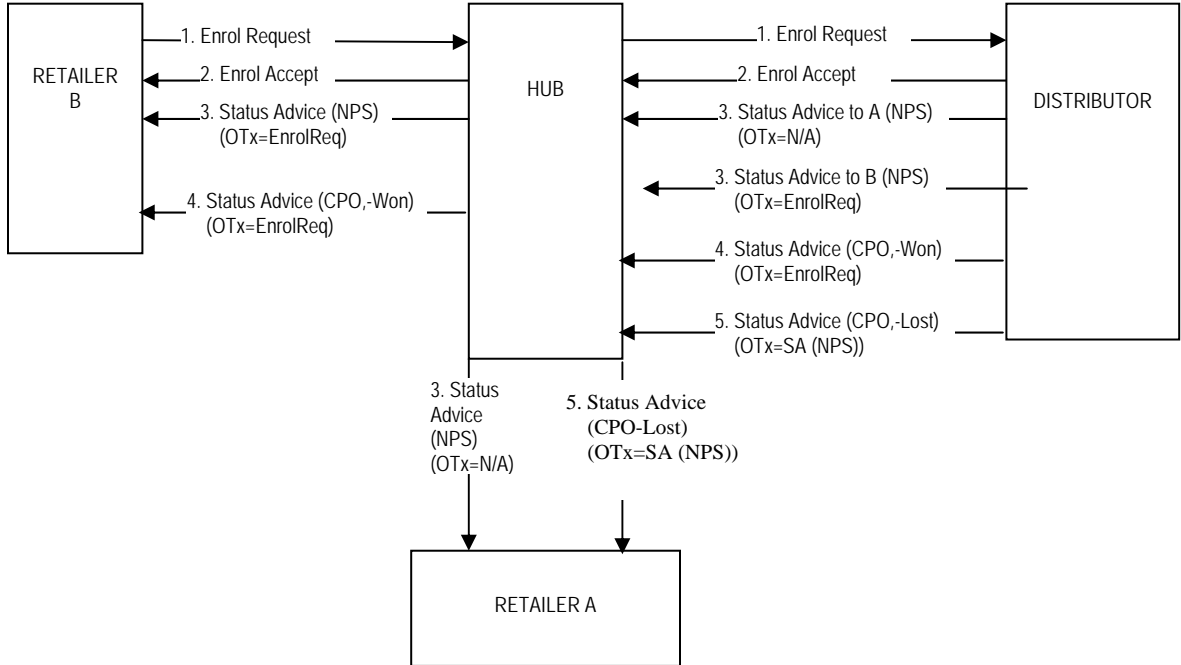 RETAILER
B
1. Enrol Request
2. Enrol Accept
3. Status Advice (NPS)
(OTx=EnrolReq)
4. Status Advice (CPO,-Won)
(OTx=EnrolReq)
HUB
1. Enrol Request
2. Enrol Accept
3. Status Advice to A (NPS)
(OTx=N/A)
3. Status Advice to B (NPS)
(OTx=EnrolReq)
4. Status Advice (CPO,-Won)
(OTx=EnrolReq)
5. Status Advice (CPO,-Lost)
(OTx=SA (NPS))
DISTRIBUTOR
3. Status
Advice
(NPS)
(OTx=N/A)
5. Status Advice
(CPO-Lost)
(OTx=SA (NPS))
RETAILER A